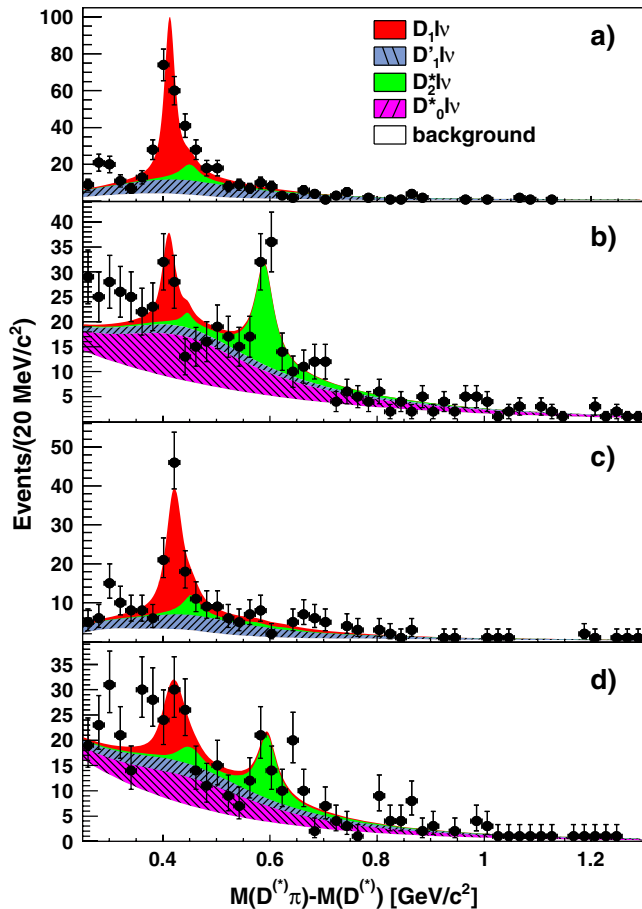 D₁lν
D'₁lν
D*₂lν
D*₀lν
background
a)
100
80
60
40
20
b)
40
35
30
25
20
15
10
5
c)
50
40
30
20
10
d)
35
30
25
20
15
10
5
0
Events/(20 MeV/c²)
0.4 0.6 0.8 1 1.2
M(D⁽*⁾π)-M(D⁽*⁾) [GeV/c²]